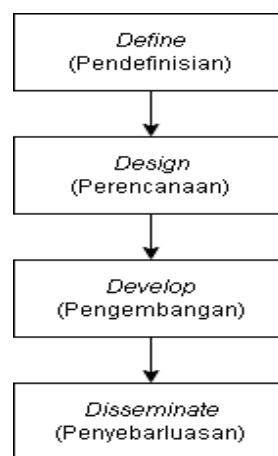 Define
(Pendefinisian)
Design
(Perencanaan)
Develop
(Pengembangan)
Disseminate
(Penyebarluasan)